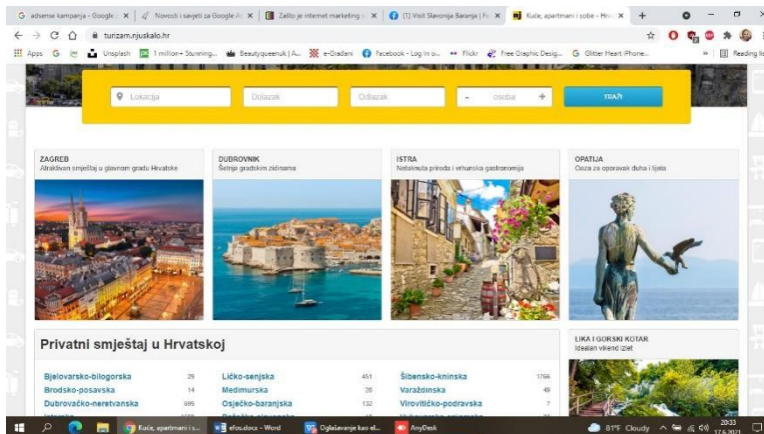 adsense kampanja - Google
Novosti i savjeti za Google A
Zašto je internet marketing
(1) Visit Slavonija Baranja | F
Kuće, apartmani i sobe - Hrv
turizam.njuskalo.hr
Apps
Unsplash
1 million+ Stunning...
Beautyqueenuk | A...
e-Građani
Facebook - Log In o...
Flickr
Free Graphic Desig...
Glitter Heart iPhone...
Reading lis
Lokacija
Dolazak
Odlazak
- osoba +
TRAŽI
ZAGREB
Atraktivan smještaj u glavnom gradu Hrvatske
DUBROVNIK
Šetnja gradskim zidinama
ISTRA
Netaknuta priroda i vrhunska gastronomija
OPATIJA
Oaza za oporavak duha i tijela
Privatni smještaj u Hrvatskoj
Bjelovarsko-bilogorska 29
Brodsko-posavska 14
Dubrovačko-neretvanska 695
Ličko-senjska 451
Međimurska
Osječko-baranjska 132
Šibensko-kninska 1766
Varaždinska 49
Virovitičko-podravska 7
LIKA I GORSKI KOTAR
Idealan vikend izlet
Kuće, apartmani i s...
efos.docx - Word
Oglašavanje kao el...
AnyDesk
81°F Cloudy
20:33
17.6.2021.